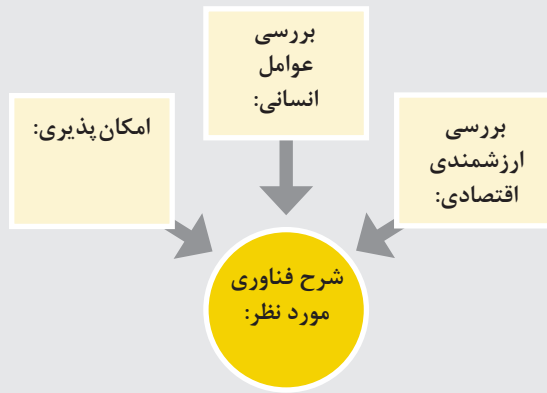 بررسی
ارزشمندی
اقتصادی:
بررسی
عوامل
انسانی:
امکان‌پذیری:
شرح فناوری
مورد نظر: